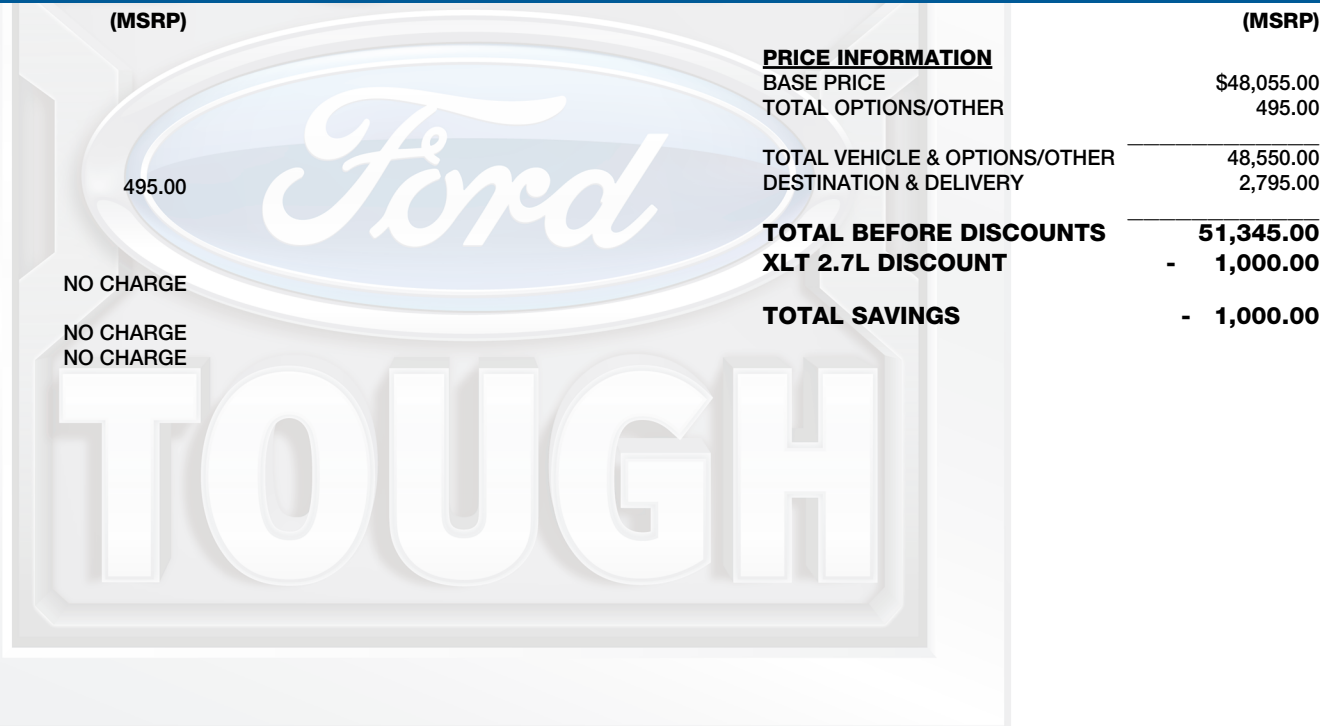 (MSRP)
495.00
NO CHARGE
NO CHARGE
NO CHARGE
Ford
TOUGH
(MSRP)
PRICE INFORMATION
BASE PRICE $48,055.00
TOTAL OPTIONS/OTHER 495.00
TOTAL VEHICLE & OPTIONS/OTHER 48,550.00
DESTINATION & DELIVERY 2,795.00
TOTAL BEFORE DISCOUNTS 51,345.00
XLT 2.7L DISCOUNT - 1,000.00
TOTAL SAVINGS - 1,000.00